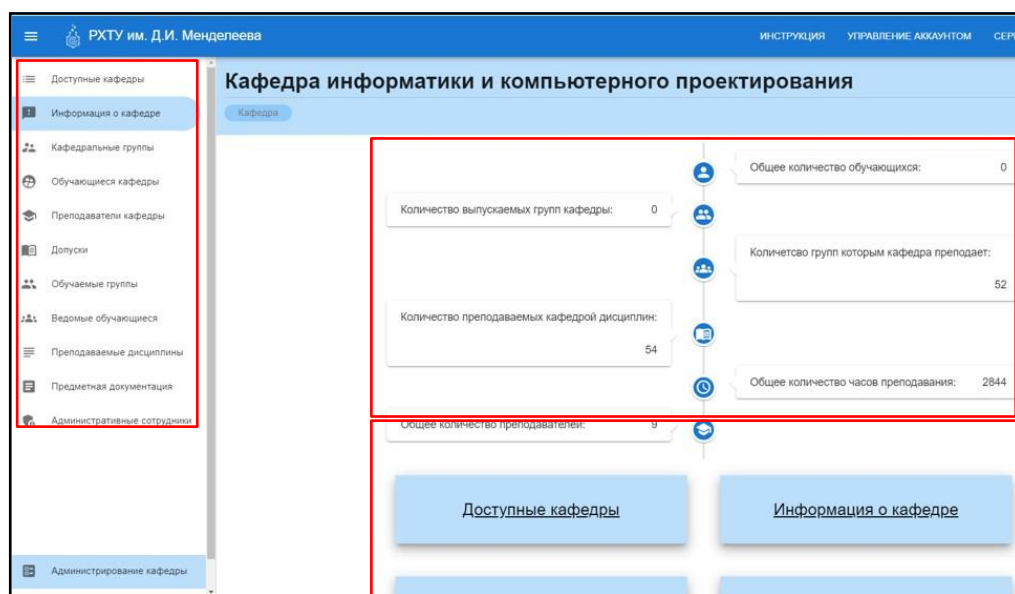 РХТУ им. Д.И. Менделеева
ИНСТРУКЦИЯ
УПРАВЛЕНИЕ АККАУНТОМ
СЕР
Доступные кафедры
Информация о кафедре
Кафедральные группы
Обучающиеся кафедры
Преподаватели кафедры
Допуски
Обучаемые группы
Ведомые обучающиеся
Преподаваемые дисциплины
Предметная документация
Административные сотрудники
Администрирование кафедры
Кафедра информатики и компьютерного проектирования
Кафедра
Общее количество обучающихся: 0
Количество выпускаемых групп кафедры: 0
Количетсво групп которым кафедра преподает:
52
Количество преподаваемых кафедрой дисциплин:
54
Общее количество часов преподавания: 2844
Общее количество преподавателей: 9
Доступные кафедры
Информация о кафедре